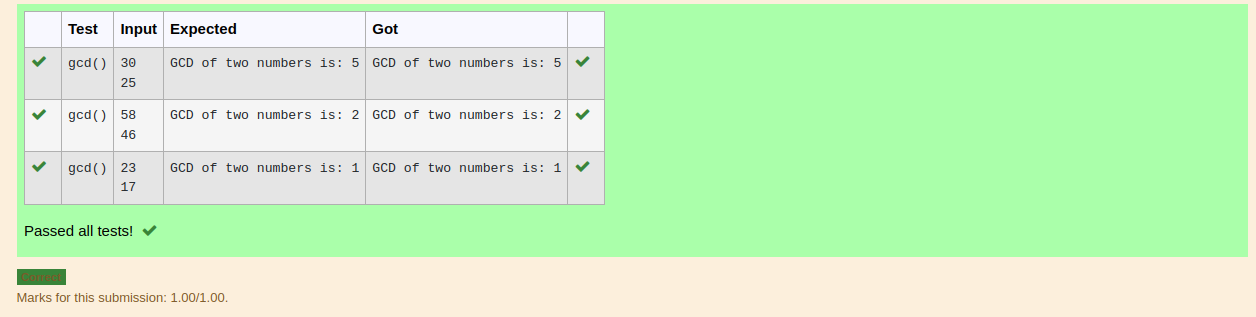 Test Input Expected Got
gcd() 30 GCD of two numbers is: 5 GCD of two numbers is: 5
25
gcd() 58 GCD of two numbers is: 2 GCD of two numbers is: 2
46
gcd() 23 GCD of two numbers is: 1 GCD of two numbers is: 1
17
Passed all tests!
Correct
Marks for this submission: 1.00/1.00.